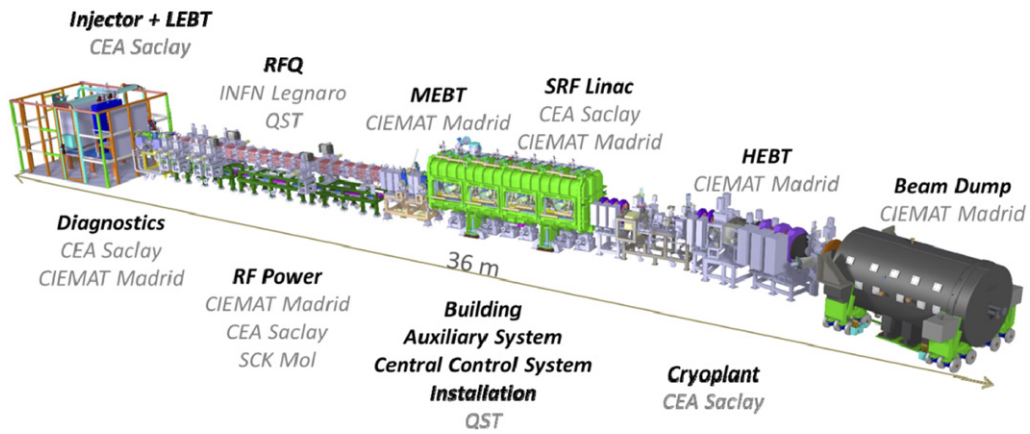 Injector + LEBT
CEA Saclay
RFQ
INFN Legnaro
QST
MEBT
CIEMAT Madrid
SRF Linac
CEA Saclay
CIEMAT Madrid
HEBT
CIEMAT Madrid
Beam Dump
CIEMAT Madrid
Diagnostics
CEA Saclay
CIEMAT Madrid
RF Power
CIEMAT Madrid
CEA Saclay
SCK Mol
36 m
Building
Auxiliary System
Central Control System
Installation
QST
Cryoplant
CEA Saclay